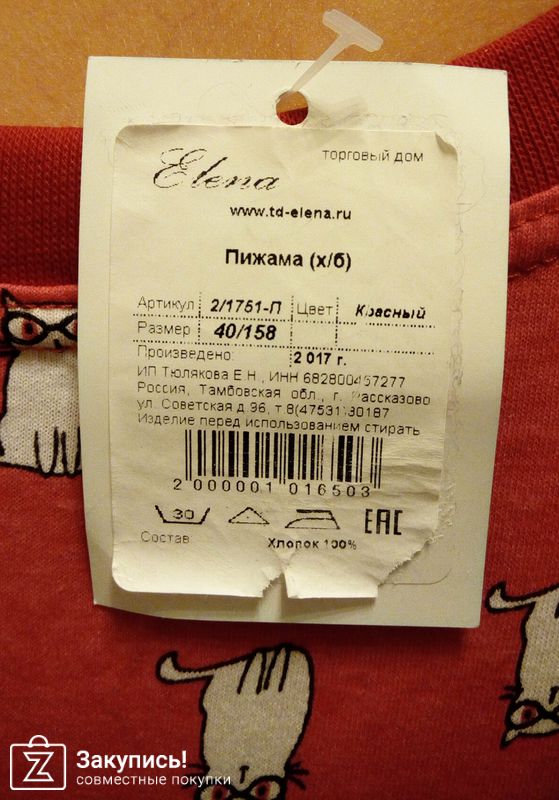 Elena торговый дом
www.td-elena.ru
Пижама (х/б)
Артикул 2/1751-П Цвет Красный
Размер 40/158
Произведено: 2 017 г.
ИП Тюлякова Е.Н., ИНН
Россия, Тамбовская обл., г. Рассказово
ул. Советская д.96, т.8(47531)30187
Изделие перед использованием стирать
2 000001 016503
30 EAC
Состав Хлопок 100%
Закупись!
совместные покупки